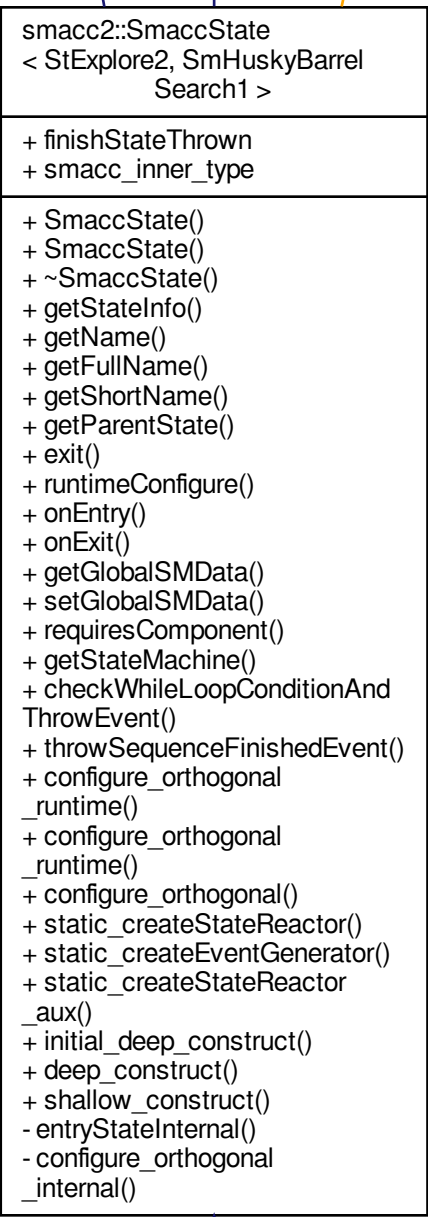 smacc2::SmaccState
< StExplore2, SmHuskyBarrel
Search1 >
+ finishStateThrown
+ smacc_inner_type
+ SmaccState()
+ SmaccState()
+ ~SmaccState()
+ getStateInfo()
+ getName()
+ getFullName()
+ getShortName()
+ getParentState()
+ exit()
+ runtimeConfigure()
+ onEntry()
+ onExit()
+ getGlobalSMData()
+ setGlobalSMData()
+ requiresComponent()
+ getStateMachine()
+ checkWhileLoopConditionAnd
ThrowEvent()
+ throwSequenceFinishedEvent()
+ configure_orthogonal
_runtime()
+ configure_orthogonal
_runtime()
+ configure_orthogonal()
+ static_createStateReactor()
+ static_createEventGenerator()
+ static_createStateReactor
_aux()
+ initial_deep_construct()
+ deep_construct()
+ shallow_construct()
- entryStateInternal()
- configure_orthogonal
_internal()